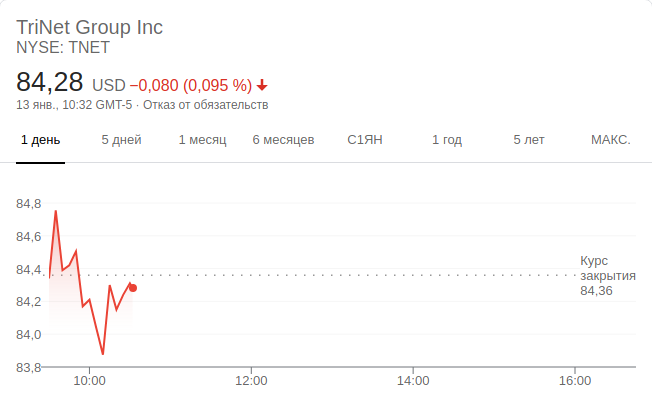 TriNet Group Inc
NYSE: TNET
84,28 USD −0,080 (0,095 %)
13 янв., 10:32 GMT-5 · Отказ от обязательств
1 день 5 дней 1 месяц 6 месяцев С1ЯН 1 год 5 лет МАКС.
84,8
84,6
Курс
84,4 закрытия
84,36
84,2
84,0
83,8
10:00 12:00 14:00 16:00